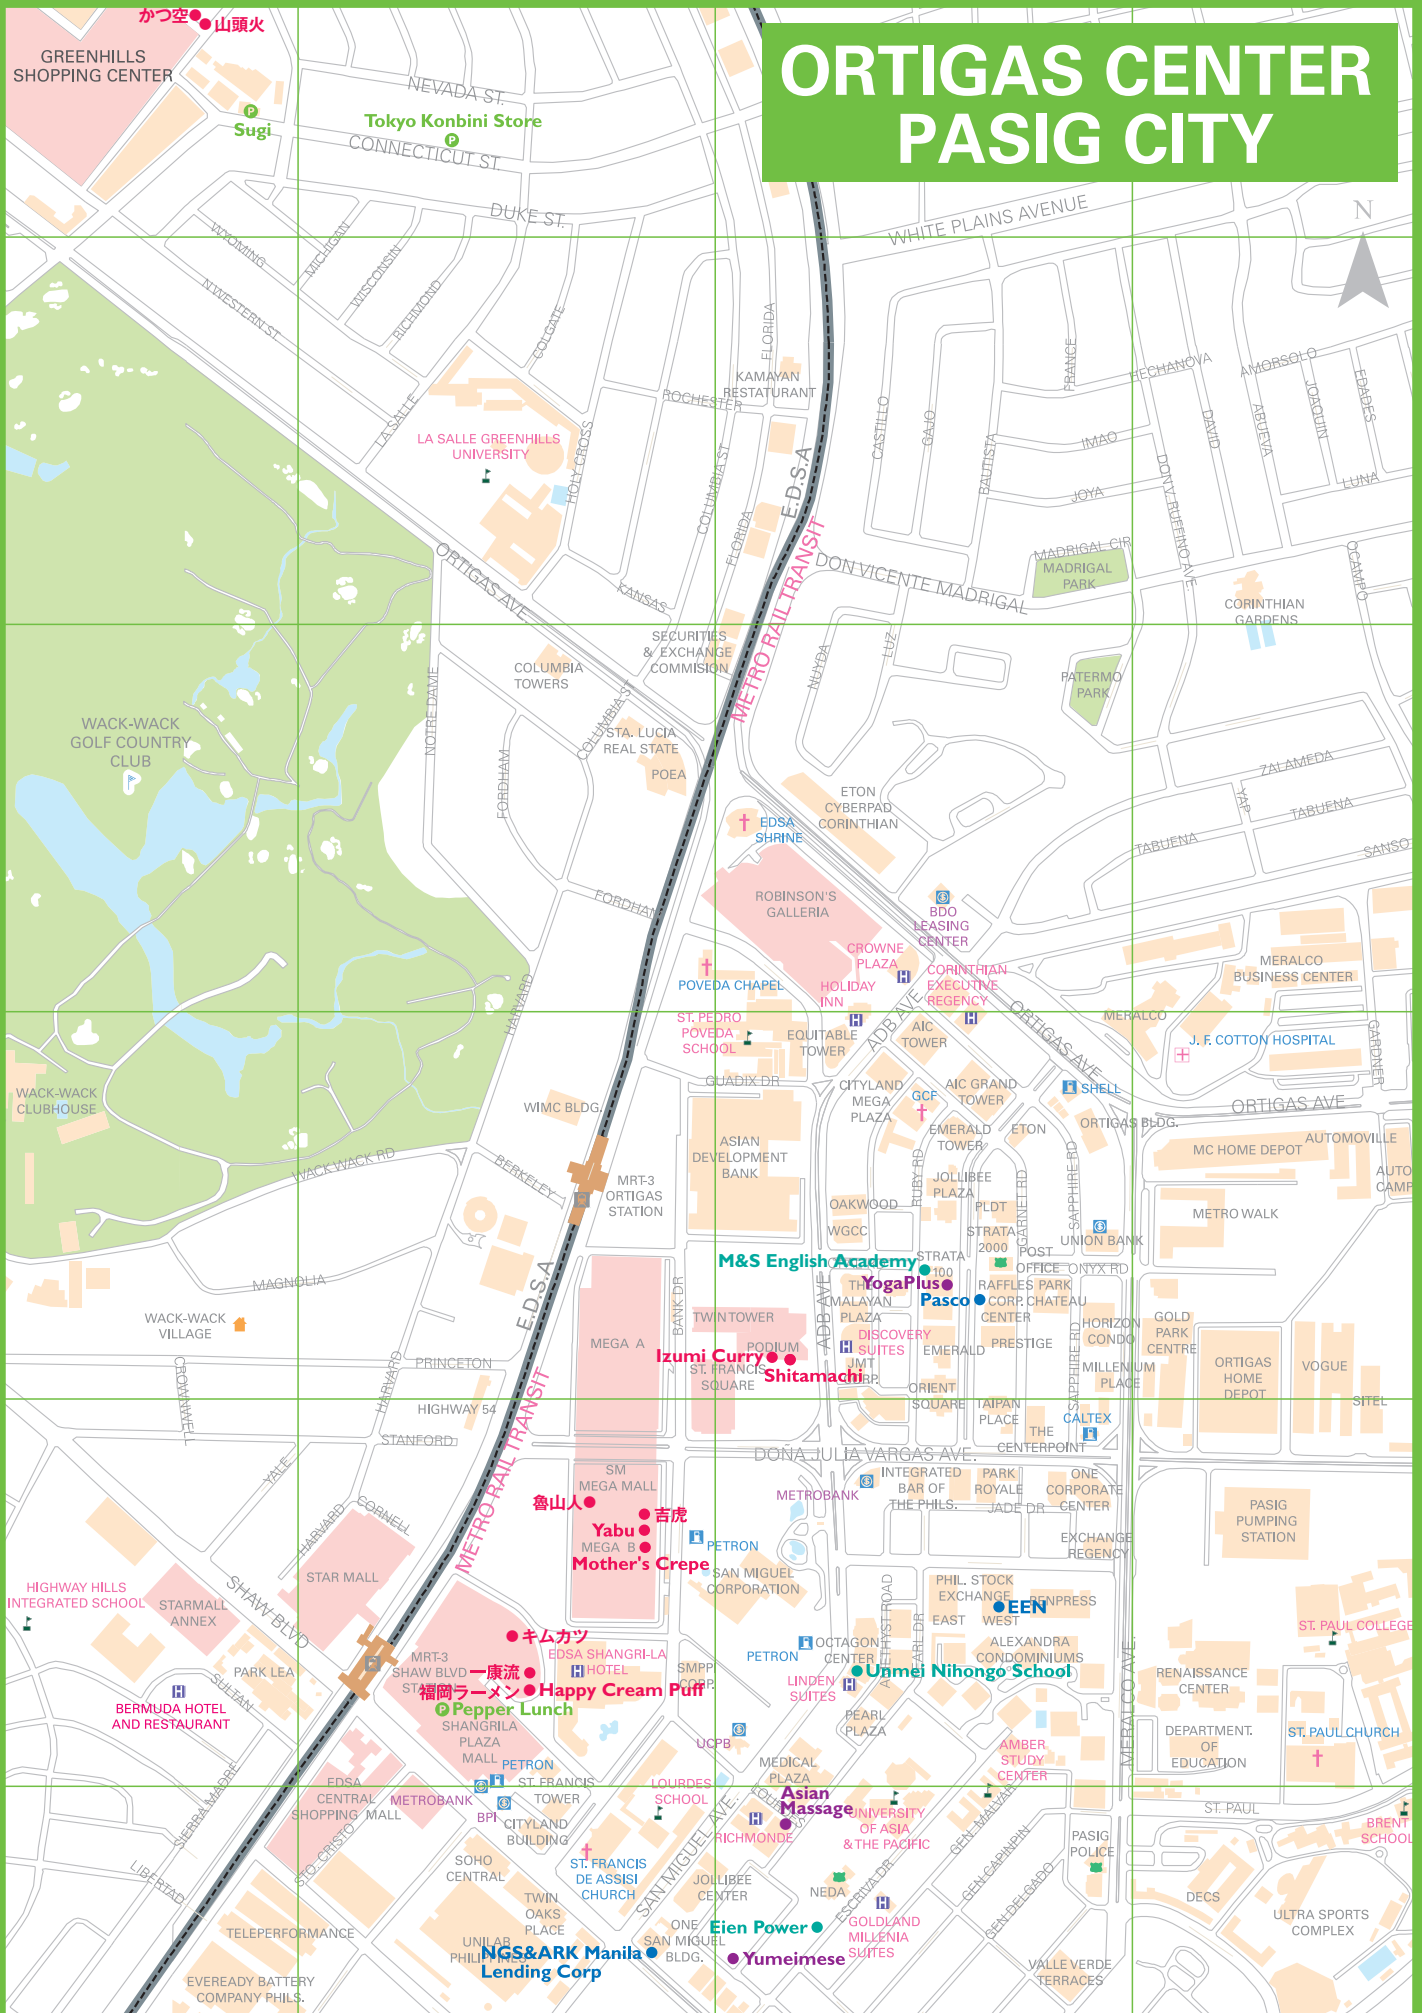 ORTIGAS CENTER
PASIG CITY
かつ空
山頭火
GREENHILLS
SHOPPING CENTER
Sugi
NEVADA ST.
Tokyo Konbini Store
CONNECTICUT ST.
DUKE ST.
WHITE PLAINS AVENUE
N
WYOMING
MICHIGAN
WISCONSIN
RICHMOND
N.WESTERN ST
COLGATE
FLORIDA
KAMAYAN
RESTATURANT
ROCHESTER
LA SALLE
LA SALLE GREENHILLS
UNIVERSITY
HOLY CROSS
COLUMBIA ST
FLORIDA
E.D.S.A
METRO RAIL TRANSIT
CASTILLO
GAJO
BAUTISTA
FRANCE
HECHANOVA
AMORSOLO
EDADES
JOAQUIN
ABUEVA
DAVID
IMAO
JOYA
LUNA
DON V. RUFFINO AVE.
OCAMPO
MADRIGAL CIR
MADRIGAL
PARK
DON VICENTE MADRIGAL
CORINTHIAN
GARDENS
ORTIGAS AVE.
KANSAS
SECURITIES
& EXCHANGE
COMMISION
COLUMBIA
TOWERS
COLUMBIA ST
NOTRE DAME
FORDHAM
NUYDA
LUZ
PATERMO
PARK
STA. LUCIA
REAL STATE
POEA
WACK-WACK
GOLF COUNTRY
CLUB
ZALAMEDA
YAP
TABUENA
TABUENA
SANSO
ETON
CYBERPAD
CORINTHIAN
EDSA
SHRINE
ROBINSON'S
GALLERIA
FORDHAM
BDO
LEASING
CENTER
CROWNE
PLAZA
HOLIDAY
INN
CORINTHIAN
EXECUTIVE
REGENCY
MERALCO
BUSINESS CENTER
POVEDA CHAPEL
HARVARD
ST. PEDRO
POVEDA
SCHOOL
EQUITABLE
TOWER
ADB AVE
AIC
TOWER
ORTIGAS AVE
MERALCO
J. F. COTTON HOSPITAL
GARDNER
GUADIX DR
CITYLAND
MEGA
PLAZA
GCF
AIC GRAND
TOWER
SHELL
ORTIGAS AVE
WACK-WACK
CLUBHOUSE
WIMC BLDG.
EMERALD
TOWER
ETON
ORTIGAS BLDG.
AUTOMOVILLE
MC HOME DEPOT
AUTO
CAMP
WACK WACK RD
BERKELEY
MRT-3
ORTIGAS
STATION
ASIAN
DEVELOPMENT
BANK
RUBY RD
JOLLIBEE
PLAZA
GARNET RD
SAPPHIRE RD
OAKWOOD
WGCC
PLDT
STRATA
2000
UNION BANK
METRO WALK
M&S English Academy
STRATA
100
POST
OFFICE
ONYX RD
YogaPlus
Pasco
THE
MALAYAN
PLAZA
RAFFLES
CORP.
CENTER
PARK
CHATEAU
MAGNOLIA
WACK-WACK
VILLAGE
E.D.S.A
MEGA A
BANK DR
TWIN TOWER
PODIUM
ADB AVE
DISCOVERY
SUITES
EMERALD
PRESTIGE
HORIZON
CONDO
GOLD
PARK
CENTRE
Izumi Curry
Shitamachi
ST. FRANCIS
SQUARE
SAPPHIRE RD
MILLENIUM
PLACE
ORTIGAS
HOME
DEPOT
VOGUE
SITEL
CROWNWELL
HARVARD
PRINCETON
HIGHWAY 54
STANFORD
YALE
METRO RAIL TRANSIT
ORIENT
SQUARE
TAIPAN
PLACE
CALTEX
THE
CENTERPOINT
DOÑA JULIA VARGAS AVE.
SM
MEGA MALL
METROBANK
INTEGRATED
BAR OF
THE PHILS.
PARK
ROYALE
JADE DR
ONE
CORPORATE
CENTER
PASIG
PUMPING
STATION
魯山人
吉虎
Yabu
MEGA B
Mother's Crepe
PETRON
EXCHANGE
REGENCY
HARVARD
CORNELL
STAR MALL
SAN MIGUEL
CORPORATION
PHIL. STOCK
EXCHANGE
EAST
WEST
BENPRESS
EEN
HIGHWAY HILLS
INTEGRATED SCHOOL
STARMALL
ANNEX
SHAW BLVD
キムカツ
EDSA SHANGRI-LA
HOTEL
PETRON
OCTAGON
CENTER
AMETHYST ROAD
PEARL DR
ALEXANDRA
CONDOMINIUMS
ST. PAUL COLLEGE
MRT-3
SHAW BLVD
STATION
一康流
福岡ラーメン
Happy Cream Puff
Pepper Lunch
SMPP
CORP.
LINDEN
SUITES
Unmei Nihongo School
RENAISSANCE
CENTER
PARK LEA
SULTAN
BERMUDA HOTEL
AND RESTAURANT
SHANGRILA
PLAZA
MALL
PEARL
PLAZA
MERALCO AVE.
UCPB
AMBER
STUDY
CENTER
DEPARTMENT.
OF
EDUCATION
ST. PAUL CHURCH
MEDICAL
PLAZA
PETRON
ST. FRANCIS
TOWER
LOURDES
SCHOOL
EDSA
CENTRAL
SHOPPING MALL
METROBANK
BPI
CITYLAND
BUILDING
SIERRA MADRE
Asian
Massage
RICHMONDE
UNIVERSITY
OF ASIA
& THE PACIFIC
GEN. MALVAR
GEN. CAPINPIN
GEN. DELGADO
ST. PAUL
BRENT
SCHOOL
PASIG
POLICE
STO. CRISTO
LIBERTAD
SOHO
CENTRAL
ST. FRANCIS
DE ASSISI
CHURCH
SAN MIGUEL AVE.
JOLLIBEE
CENTER
NEDA
ESCRIVA DR
DECS
TWIN
OAKS
PLACE
ULTRA SPORTS
COMPLEX
TELEPERFORMANCE
ONE
SAN MIGUEL
BLDG.
Eien Power
GOLDLAND
MILLENIA
SUITES
NGS&ARK Manila
Lending Corp
Yumeimese
VALLE VERDE
TERRACES
EVEREADY BATTERY
COMPANY PHILS.